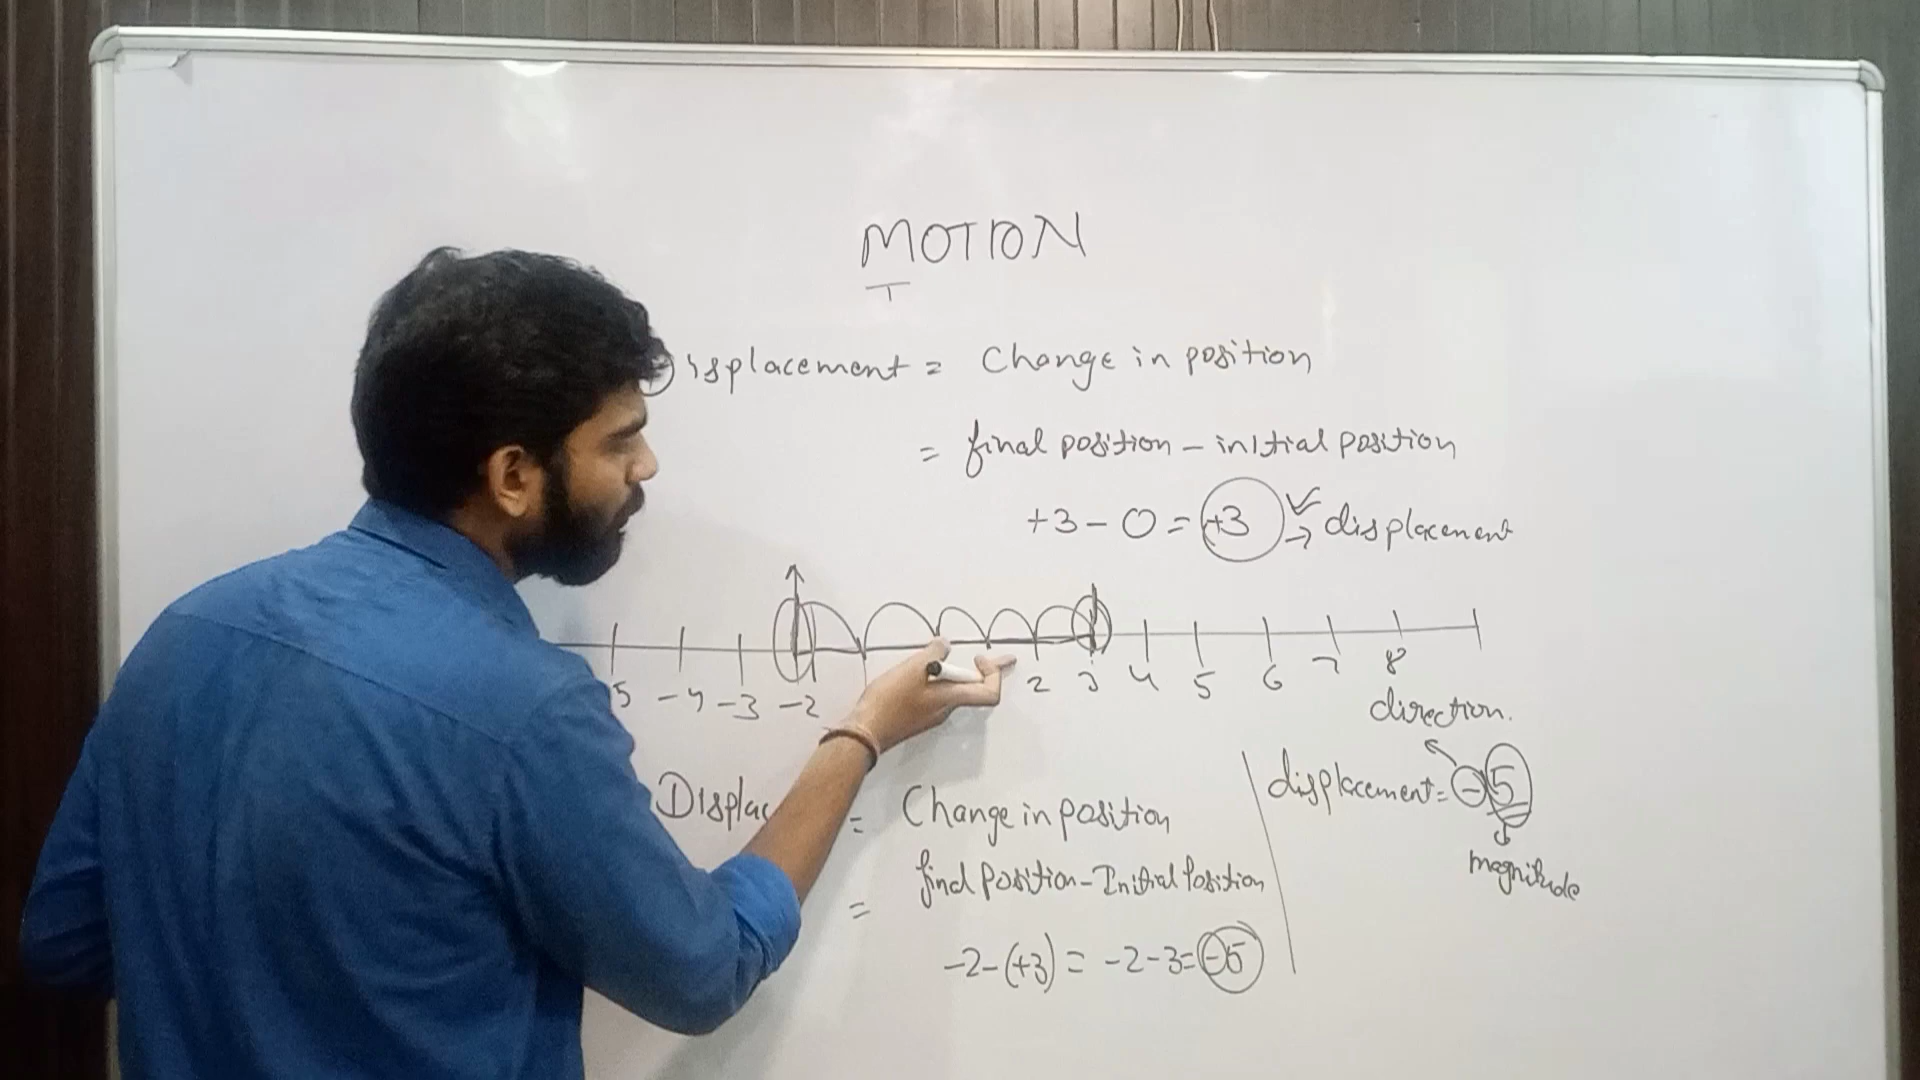 MOTION
Displacement = Change in position
= final position - initial position
+3 - 0 = +3 → displacement
5 -4 -3 -2 2 3 4 5 6 7 8
direction.
Displac = Change in position
displacement = -5
= find Position - Initial Position
magnitude
-2-(+3) = -2-3 = -5